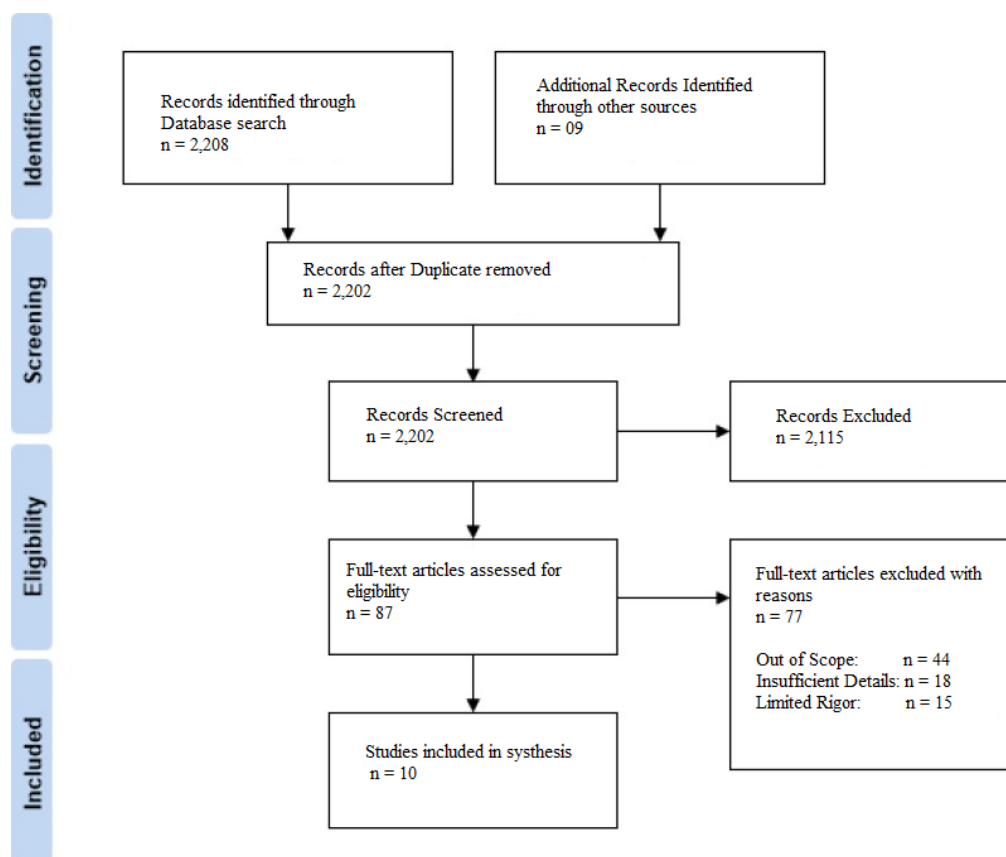 Identification
Records identified through
Database search
n = 2,208
Additional Records Identified
through other sources
n = 09
Screening
Records after Duplicate removed
n = 2,202
Records Screened
n = 2,202
Records Excluded
n = 2,115
Eligibility
Full-text articles assessed for
eligibility
n = 87
Full-text articles excluded with
reasons
n = 77
Out of Scope: n = 44
Insufficient Details: n = 18
Limited Rigor: n = 15
Included
Studies included in systhesis
n = 10